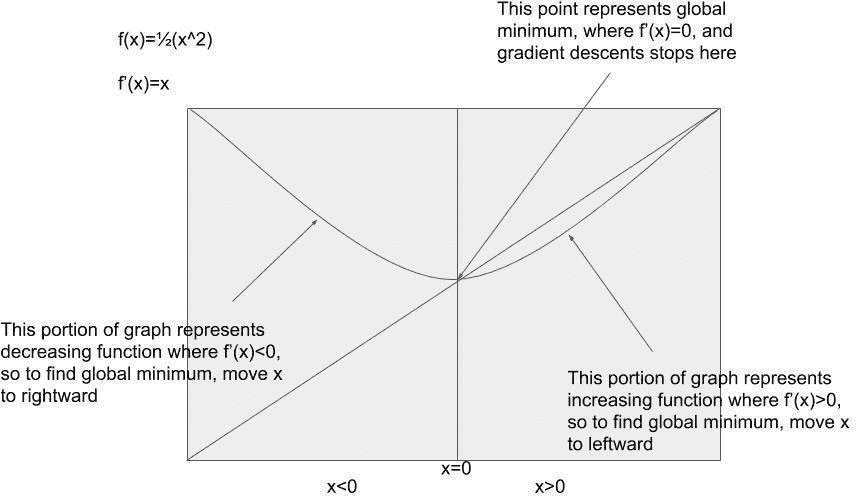 f(x)=½(x^2)
f'(x)=x
This point represents global
minimum, where f'(x)=0, and
gradient descents stops here
This portion of graph represents
decreasing function where f'(x)<0,
so to find global minimum, move x
to rightward
This portion of graph represents
increasing function where f'(x)>0,
so to find global minimum, move x
to leftward
x=0
x<0
x>0